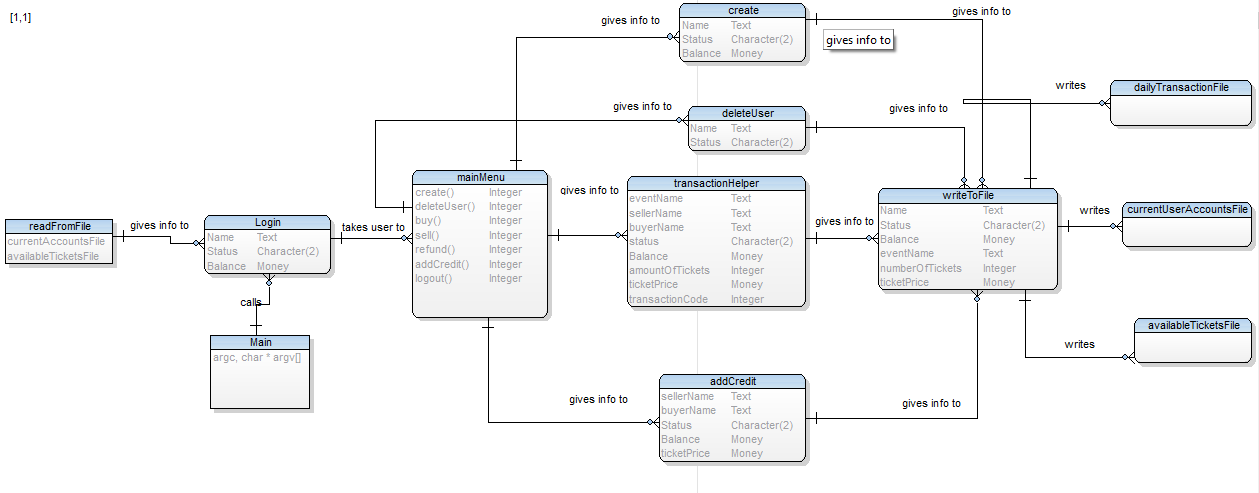 [1,1]
gives info to
create
Name Text
Status Character(2)
Balance Money
gives info to
gives info to
gives info to
deleteUser
Name Text
Status Character(2)
gives info to
writes
dailyTransactionFile
mainMenu
create() Integer
deleteUser() Integer
buy() Integer
sell() Integer
refund() Integer
addCredit() Integer
logout() Integer
gives info to
transactionHelper
eventName Text
sellerName Text
buyerName Text
status Character(2)
Balance Money
amountOfTickets Integer
ticketPrice Money
transactionCode Integer
gives info to
writeToFile
Name Text
Status Character(2)
Balance Money
eventName Text
numberOfTickets Integer
ticketPrice Money
writes
currentUserAccountsFile
readFromFile
currentAccountsFile
availableTicketsFile
gives info to
Login
Name Text
Status Character(2)
Balance Money
takes user to
calls
Main
argc, char * argv[]
writes
availableTicketsFile
gives info to
addCredit
sellerName Text
buyerName Text
Status Character(2)
Balance Money
ticketPrice Money
gives info to